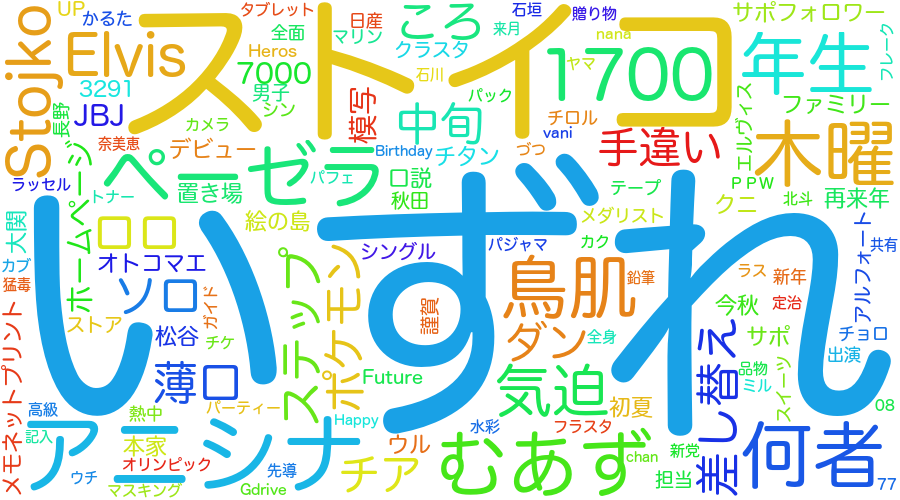 UP
かるた
タブレット
日産
全面
マリン
クラスタ
石垣
来月
贈り物
nana
サポフォロワー
Elvis
ストイコ
ころ
Heros
7000
石川
ヤマ
1700
年生
フレーク
Stojko
3291
JBJ
長野
男子
シン
模写
中旬
パック
チロル
ファミリー
エルヴィス
カメラ
奈美恵
デビュー
Birthday
チタン
vani
づつ
手違い
木曜
ラッセル
トナー
ペーゼラ
置き場
パフェ
口説
秋田
テープ
PPW
北斗
再来年
クニ
大関
ホームページ
口口
絵の島
シングル
パジャマ
メダリスト
カク
アルフォート
共有
いずれ
カブ
猛毒
オトコマエ
ソロ
ガイド
ステップ
ポケモン
謹賀
鳥肌
鉛筆
ラス
新年
定治
今秋
メモネットプリント
ストア
松谷
チケ
ダン
全身
差し替え
サポ
チョロ
出演
薄口
Future
気迫
初夏
品物
ミル
スイーツ
高級
熱中
パーティー
Happy
水彩
フラスタ
08
記入
アニシナ
本家
オリンピック
ウル
むあず
chan
新党
何者
ウチ
マスキング
Gdrive
先導
チア
担当
77